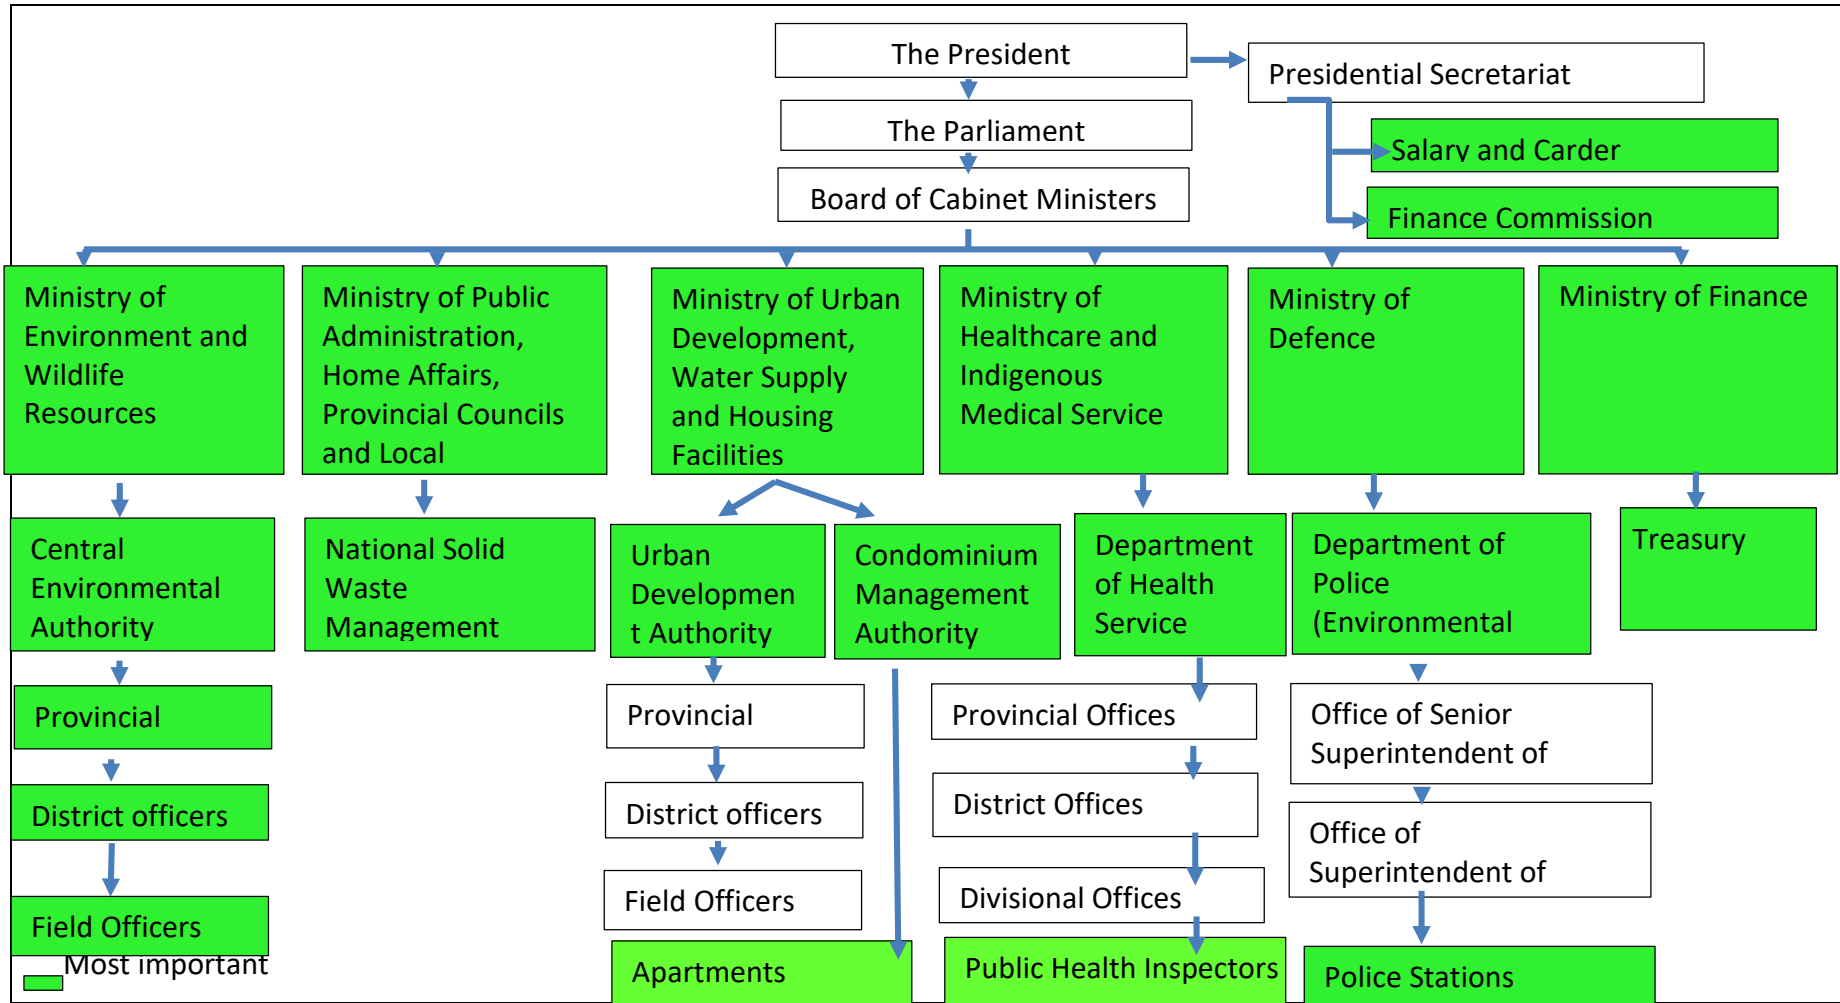 The President
Presidential Secretariat
The Parliament
Salary and Carder
Board of Cabinet Ministers
Finance Commission
Ministry of
Environment and
Wildlife
Resources
Ministry of Public
Administration,
Home Affairs,
Provincial Councils
and Local
Ministry of Urban
Development,
Water Supply
and Housing
Facilities
Ministry of
Healthcare and
Indigenous
Medical Service
Ministry of
Defence
Ministry of Finance
Central
Environmental
Authority
National Solid
Waste
Management
Urban
Developmen
t Authority
Condominium
Management
Authority
Department
of Health
Service
Department of
Police
(Environmental
Treasury
Provincial
Provincial
Provincial Offices
Office of Senior
Superintendent of
District officers
District officers
District Offices
Office of
Superintendent of
Field Officers
Field Officers
Divisional Offices
Most important
Apartments
Public Health Inspectors
Police Stations